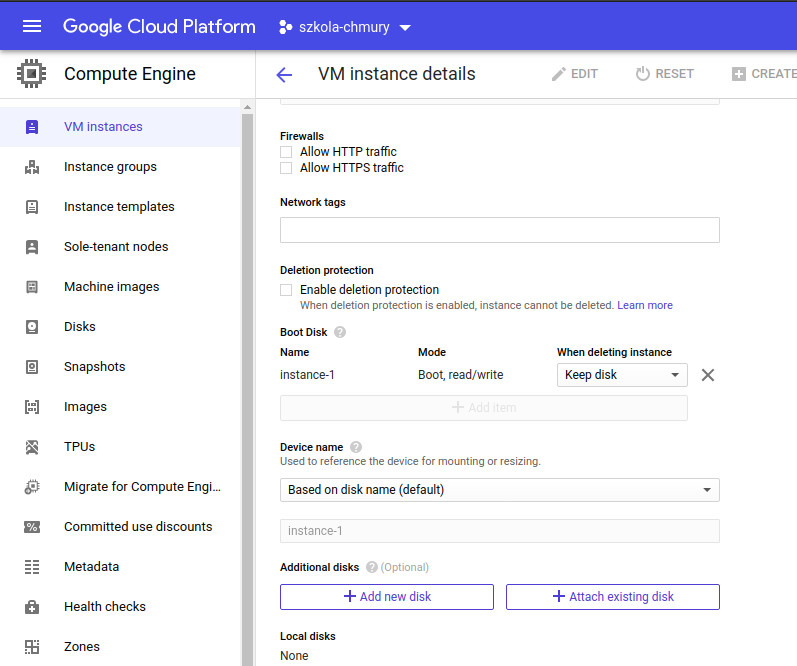 Google Cloud Platform
szkola-chmury
Compute Engine
VM instance details
EDIT
RESET
CREATE
VM instances
Instance groups
Instance templates
Sole-tenant nodes
Machine images
Disks
Snapshots
Images
TPUs
Migrate for Compute Engi...
Committed use discounts
Metadata
Health checks
Zones
Firewalls
Allow HTTP traffic
Allow HTTPS traffic
Network tags
Deletion protection
Enable deletion protection
When deletion protection is enabled, instance cannot be deleted. Learn more
Boot Disk ?
Name Mode When deleting instance
instance-1 Boot, read/write Keep disk
+ Add item
Device name ?
Used to reference the device for mounting or resizing.
Based on disk name (default)
instance-1
Additional disks ? (Optional)
+ Add new disk + Attach existing disk
Local disks
None